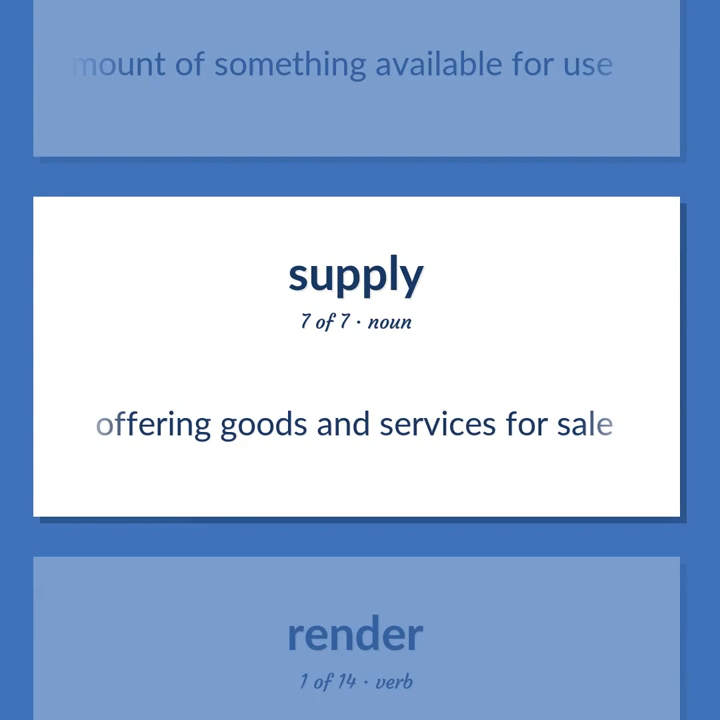 mount of something available for use
supply
7 of 7 · noun
offering goods and services for sale
render
1 of 14 · verb